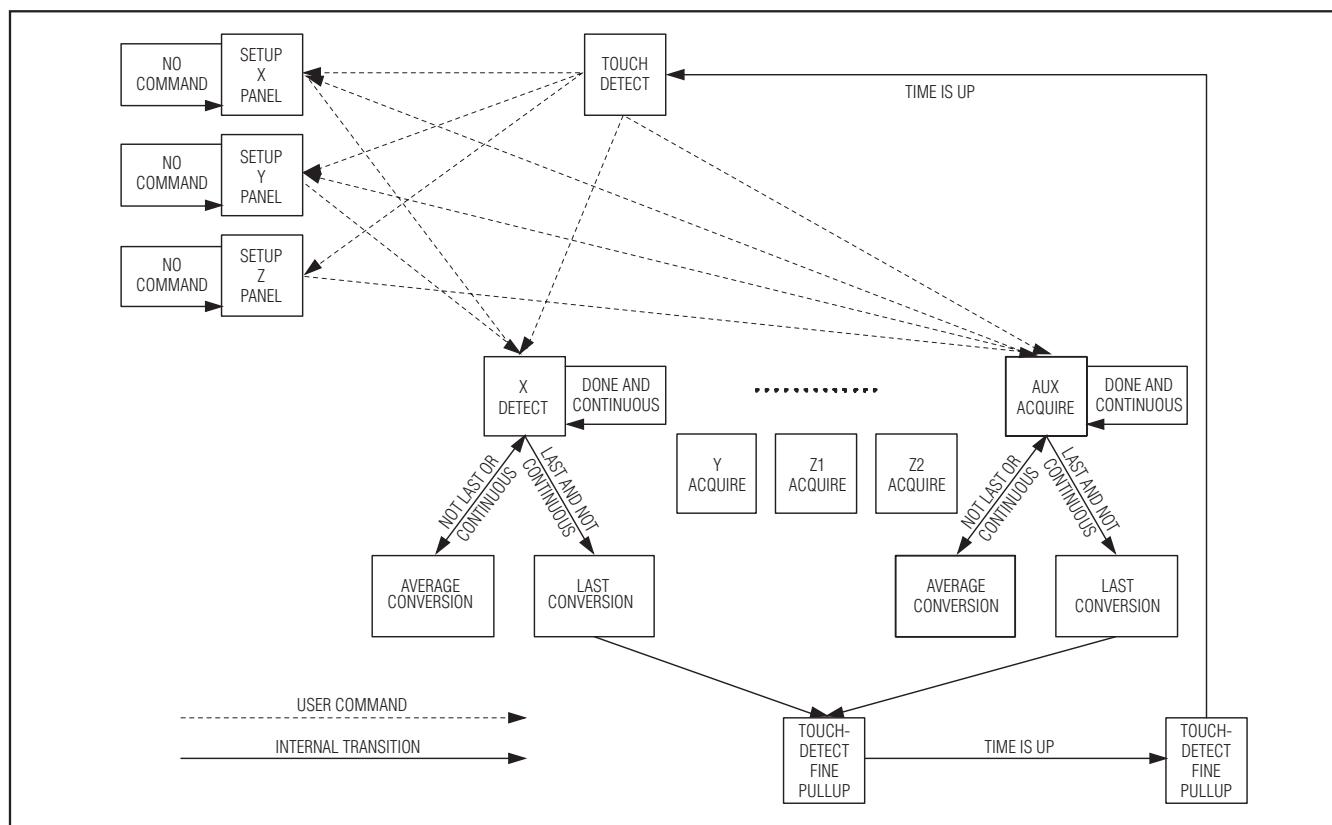 NO
COMMAND
SETUP
X
PANEL
TOUCH
DETECT
TIME IS UP
NO
COMMAND
SETUP
Y
PANEL
NO
COMMAND
SETUP
Z
PANEL
X
DETECT
DONE AND
CONTINUOUS
AUX
ACQUIRE
DONE AND
CONTINUOUS
Y
ACQUIRE
Z1
ACQUIRE
Z2
ACQUIRE
NOT LAST OR
CONTINUOUS
LAST AND NOT
CONTINUOUS
NOT LAST OR
CONTINUOUS
LAST AND NOT
CONTINUOUS
AVERAGE
CONVERSION
LAST
CONVERSION
AVERAGE
CONVERSION
LAST
CONVERSION
USER COMMAND
INTERNAL TRANSITION
TOUCH-
DETECT
FINE
PULLUP
TIME IS UP
TOUCH-
DETECT
FINE
PULLUP